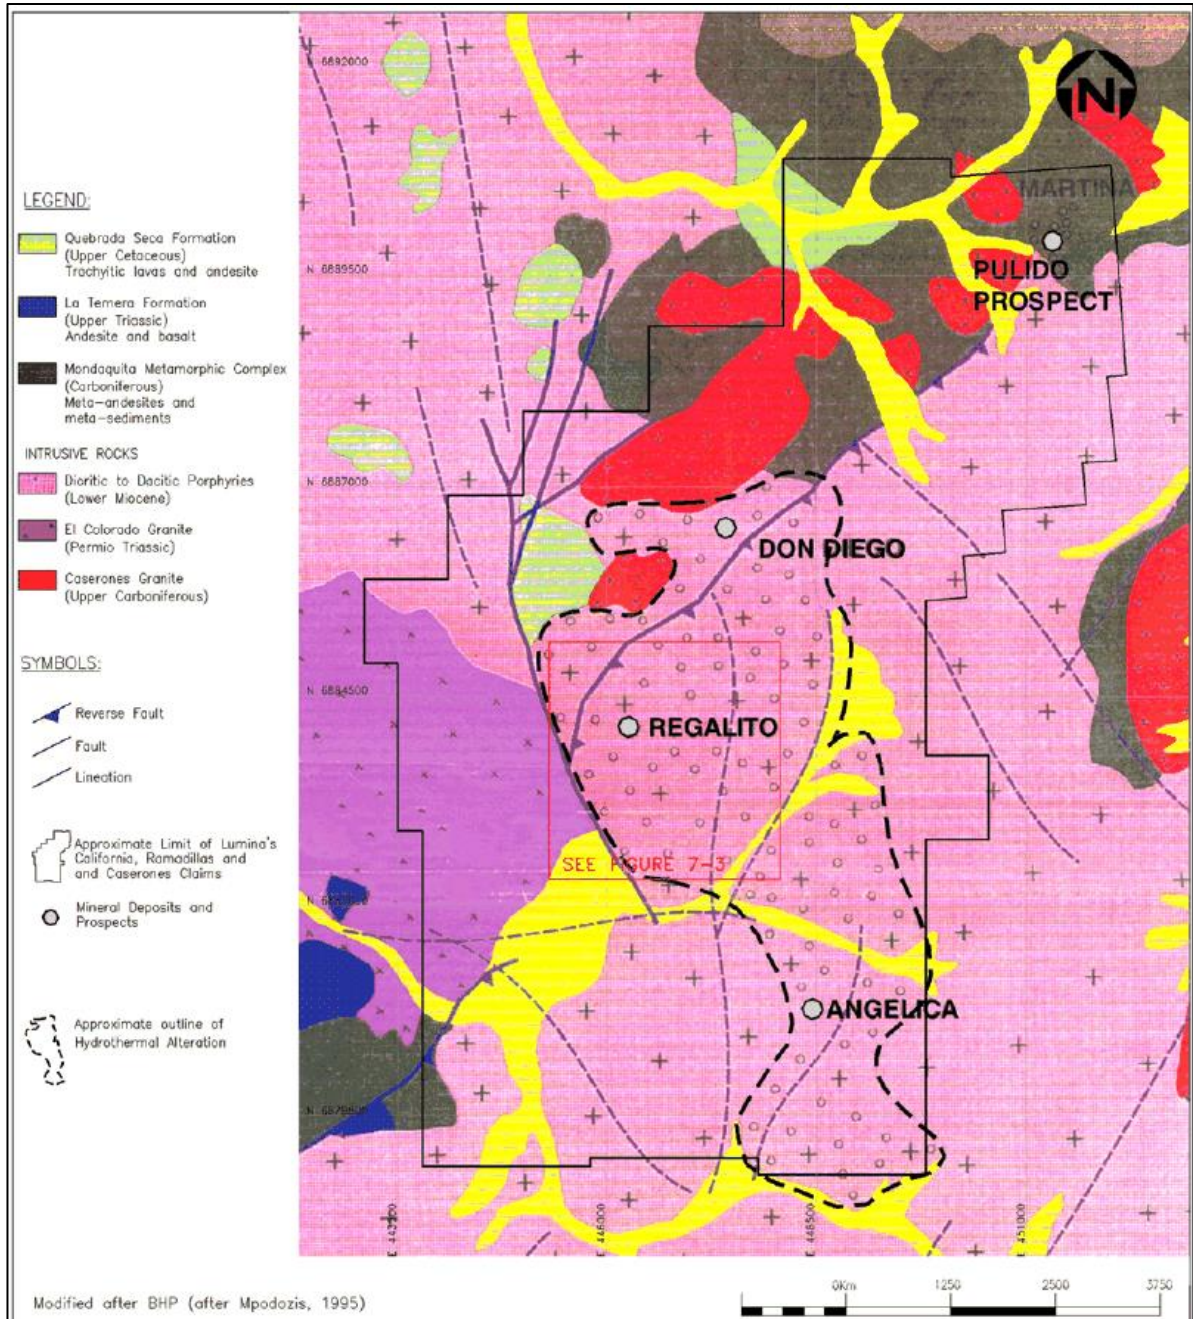 N 6892000
N
MARTINA
LEGEND:
Quebrada Seca Formation
(Upper Cetaceous)
Trachyitic lavas and andesite
N 6889500
PULIDO
PROSPECT
La Ternera Formation
(Upper Triassic)
Andesite and basalt
Mondaquita Metamorphic Complex
(Carboniferous)
Meta-andesites and
meta-sediments
INTRUSIVE ROCKS
Dioritic to Dacitic Porphyries
(Lower Miocene)
N 6887000
El Colorado Granite
(Permio Triassic)
DON DIEGO
Caserones Granite
(Upper Carboniferous)
SYMBOLS:
N 6884500
Reverse Fault
REGALITO
Fault
Lineation
Approximate Limit of Lumina's
California, Ramadillas and
and Caserones Claims
SEE FIGURE 7-3
Mineral Deposits and
Prospects
ANGELICA
Approximate outline of
Hydrothermal Alteration
E 446000
E 448500
E 451000
0Km 1250 2500 3750
Modified after BHP (after Mpodozis, 1995)